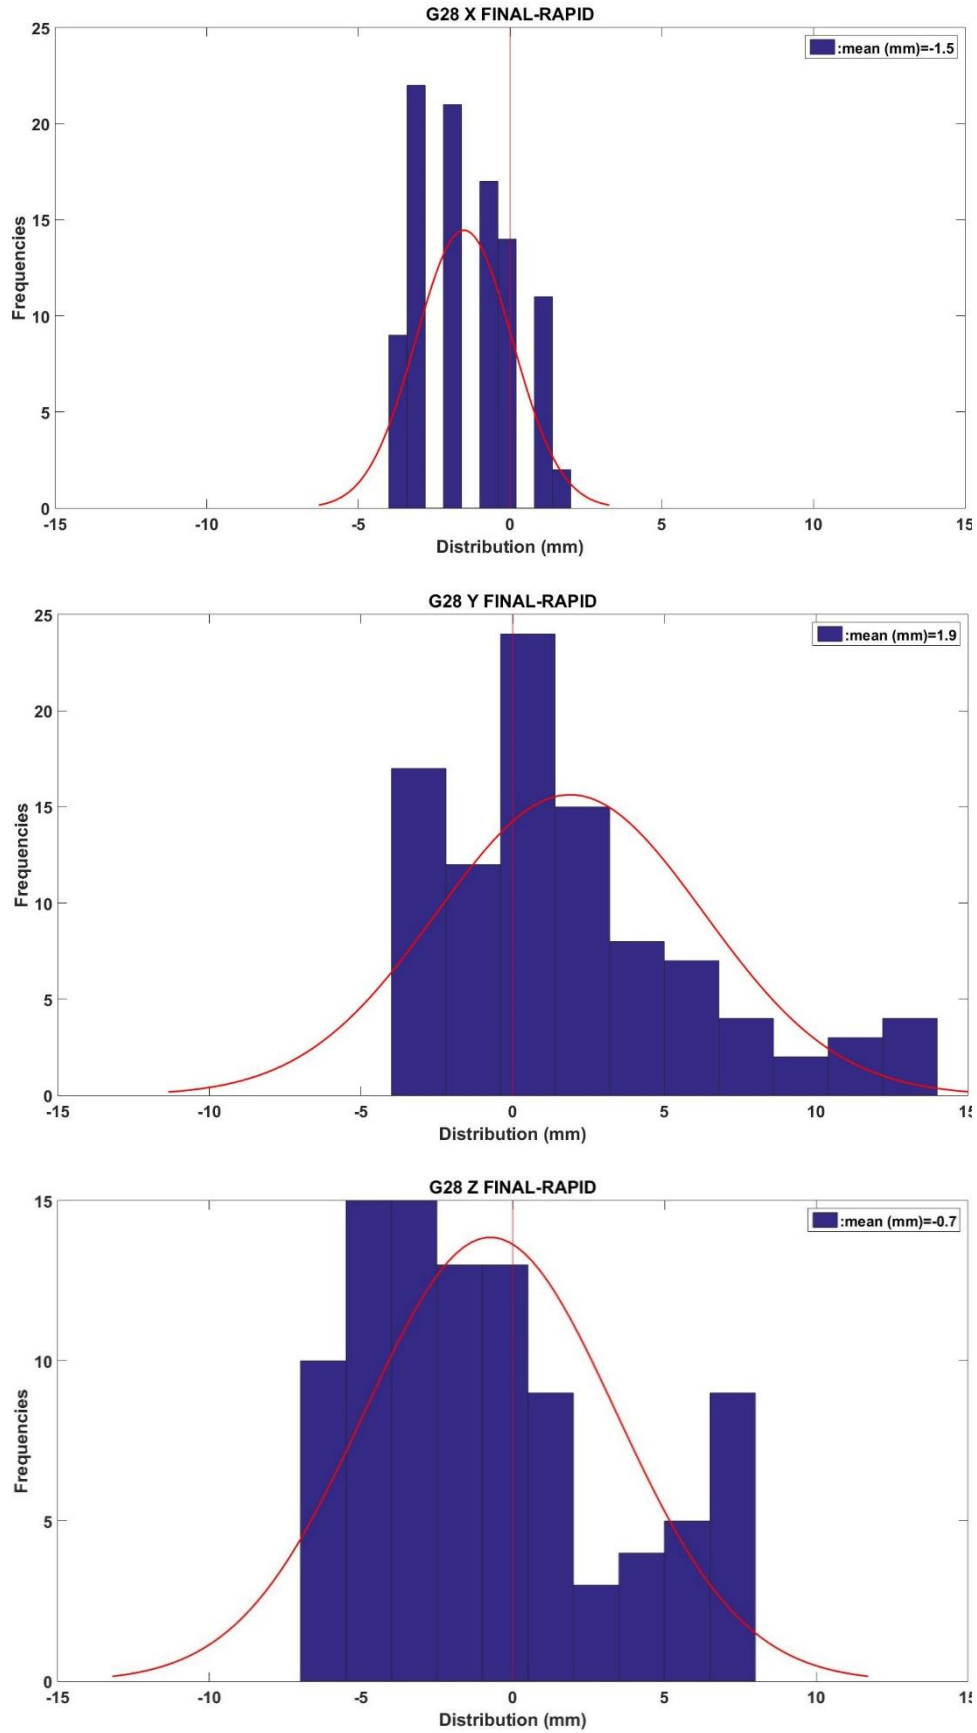 G28 X FINAL-RAPID
25
:mean (mm)=-1.5
20
15
Frequencies
10
5
0
-15 -10 -5 0 5 10 15
Distribution (mm)
G28 Y FINAL-RAPID
25
:mean (mm)=1.9
20
15
Frequencies
10
5
0
-15 -10 -5 0 5 10 15
Distribution (mm)
G28 Z FINAL-RAPID
15
:mean (mm)=-0.7
10
Frequencies
5
0
-15 -10 -5 0 5 10 15
Distribution (mm)